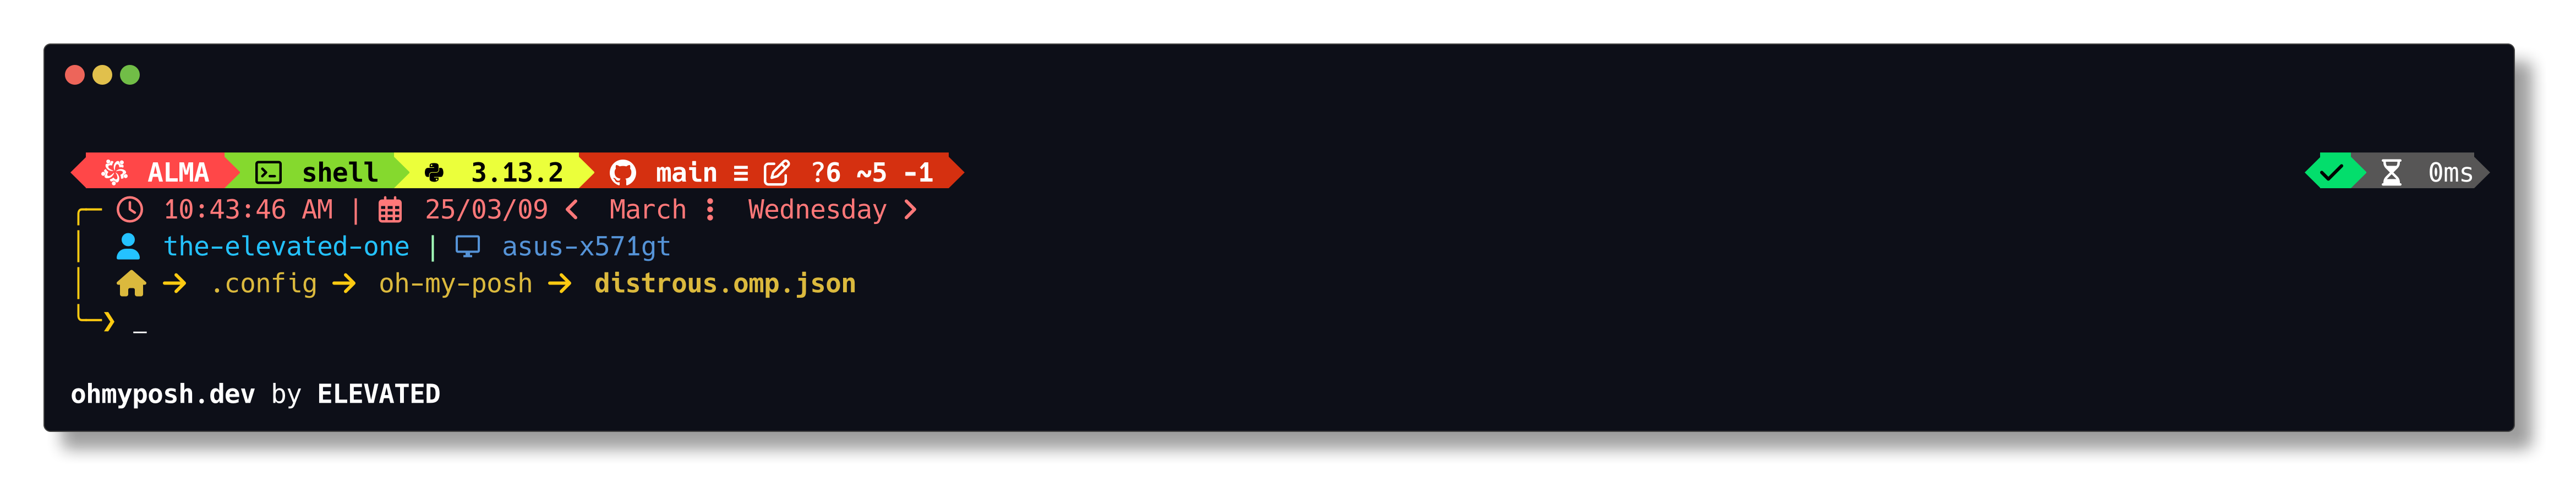 ALMA shell 3.13.2 main ≡ ?6 ~5 -1 0ms
10:43:46 AM | 25/03/09 < March ⋮ Wednesday >
the-elevated-one | asus-x571gt
→ .config → oh-my-posh → distrous.omp.json
❯ _
ohmyposh.dev by ELEVATED